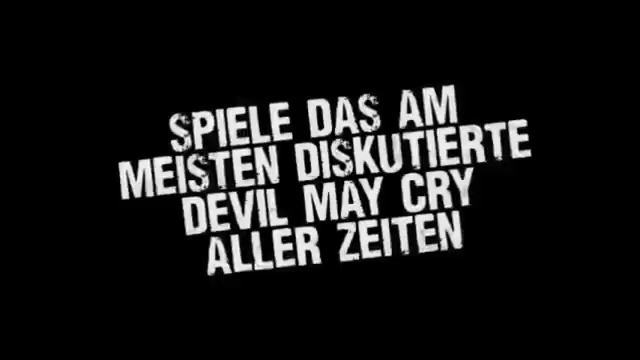 SPIELE DAS AM
MEISTEN DISKUTIERTE
DEVIL MAY CRY
ALLER ZEITEN